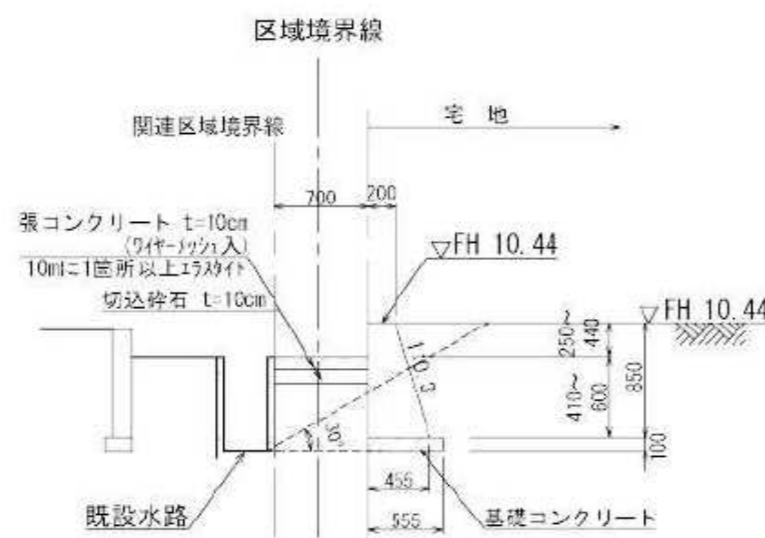 区域境界線
関連区域境界線
宅 地
700
200
張コンクリート t=10cm
(ワイヤーメッシュ入)
10mに1箇所以上エラスタイト
切込砕石 t=10cm
▽FH 10.44
▽FH 10.44
250～
440
410～
600
850
100
1:0.3
30°
455
555
既設水路
基礎コンクリート